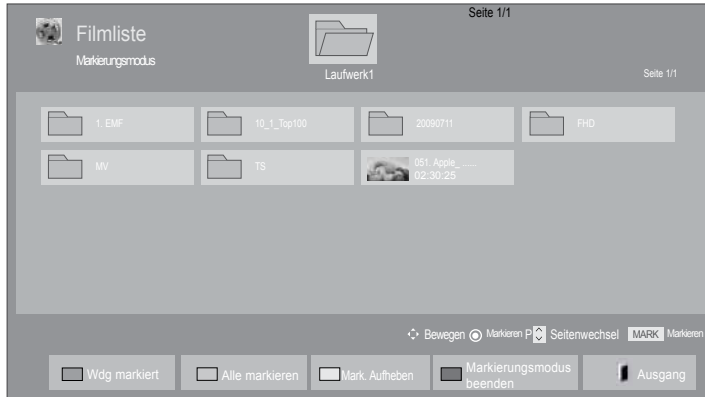 Seite 1/1
Filmliste
Markierungsmodus
Laufwerk1
Seite 1/1
1. EMF
10_1_Top100
20090711
FHD
MV
TS
051. Apple_ ......
02:30:25
Bewegen Markieren P Seitenwechsel MARK Markieren
Wdg markiert
Alle markieren
Mark. Aufheben
Markierungsmodus
beenden
Ausgang